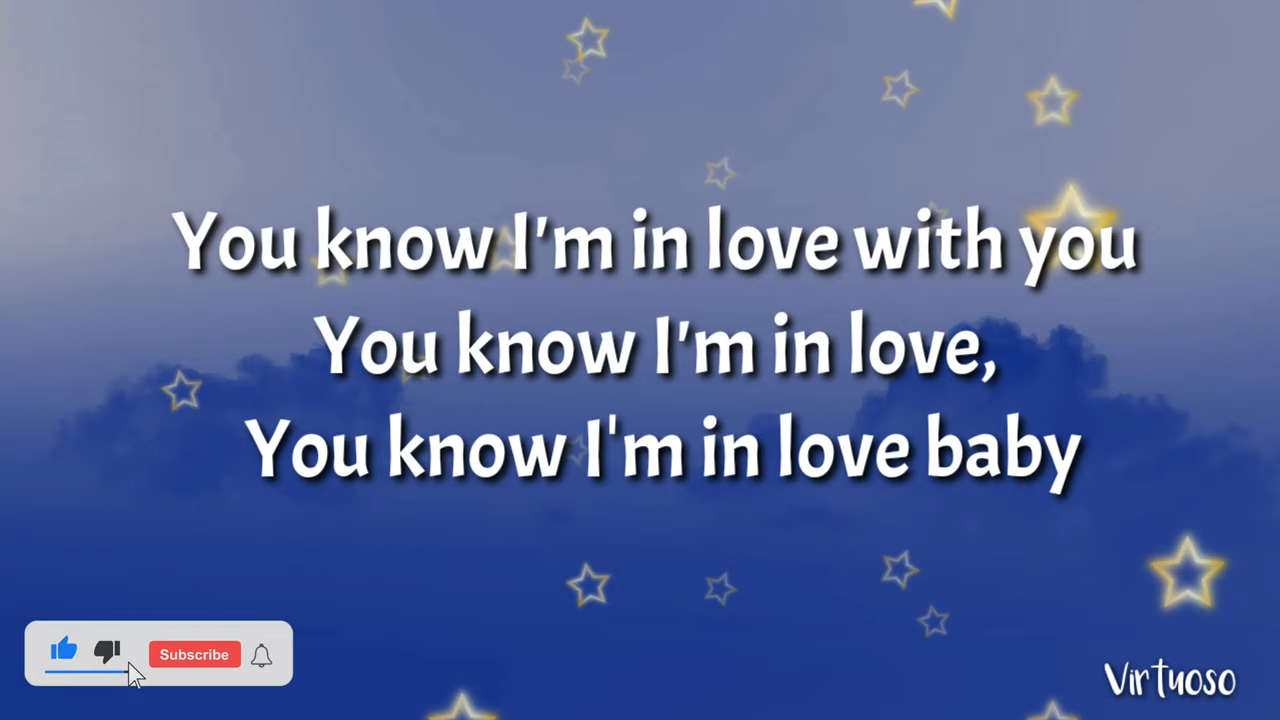 You know I'm in love with you
You know I'm in love,
You know I'm in love baby
Subscribe
Virtuoso